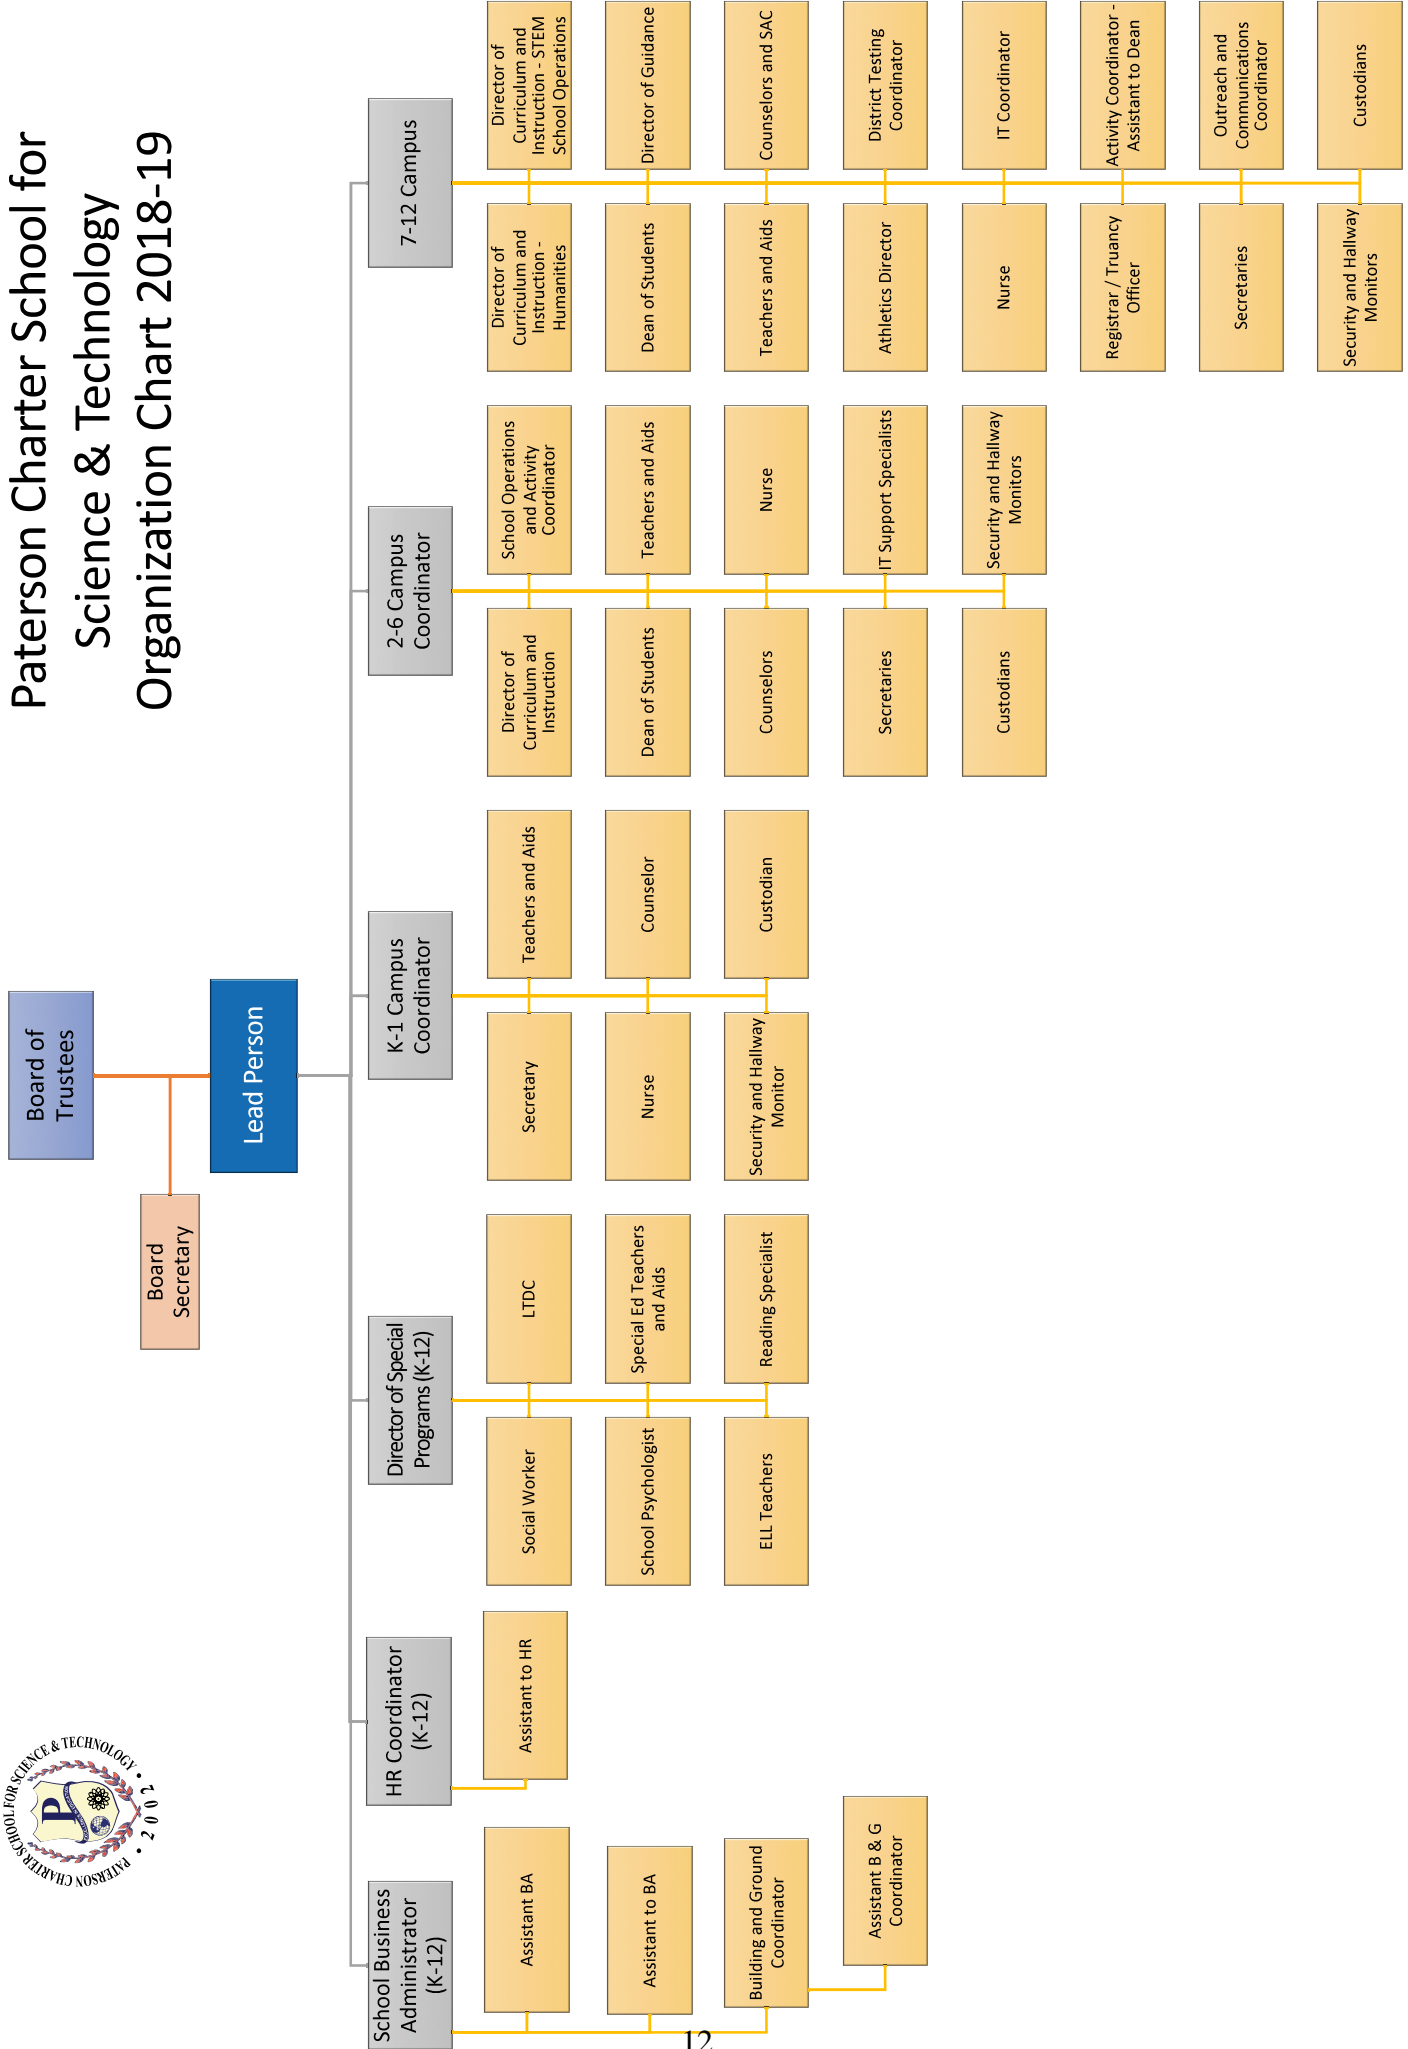 PATERSON CHARTER SCHOOL FOR SCIENCE & TECHNOLOGY
• 2002 •
P
Paterson Charter School for
Science & Technology
Organization Chart 2018-19
Board of
Trustees
Board
Secretary
Lead Person
School Business
Administrator
(K-12)
Assistant BA
Assistant to BA
Building and Ground
Coordinator
Assistant B & G
Coordinator
HR Coordinator
(K-12)
Assistant to HR
Director of Special
Programs (K-12)
Social Worker
LTDC
School Psychologist
Special Ed Teachers
and Aids
ELL Teachers
Reading Specialist
K-1 Campus
Coordinator
Secretary
Teachers and Aids
Nurse
Counselor
Security and Hallway
Monitor
Custodian
2-6 Campus
Coordinator
Director of
Curriculum and
Instruction
School Operations
and Activity
Coordinator
Dean of Students
Teachers and Aids
Counselors
Nurse
Secretaries
IT Support Specialists
Custodians
Security and Hallway
Monitors
7-12 Campus
Director of
Curriculum and
Instruction -
Humanities
Director of
Curriculum and
Instruction - STEM
School Operations
Dean of Students
Director of Guidance
Teachers and Aids
Counselors and SAC
Athletics Director
District Testing
Coordinator
Nurse
IT Coordinator
Registrar / Truancy
Officer
Activity Coordinator -
Assistant to Dean
Secretaries
Outreach and
Communications
Coordinator
Security and Hallway
Monitors
Custodians
12